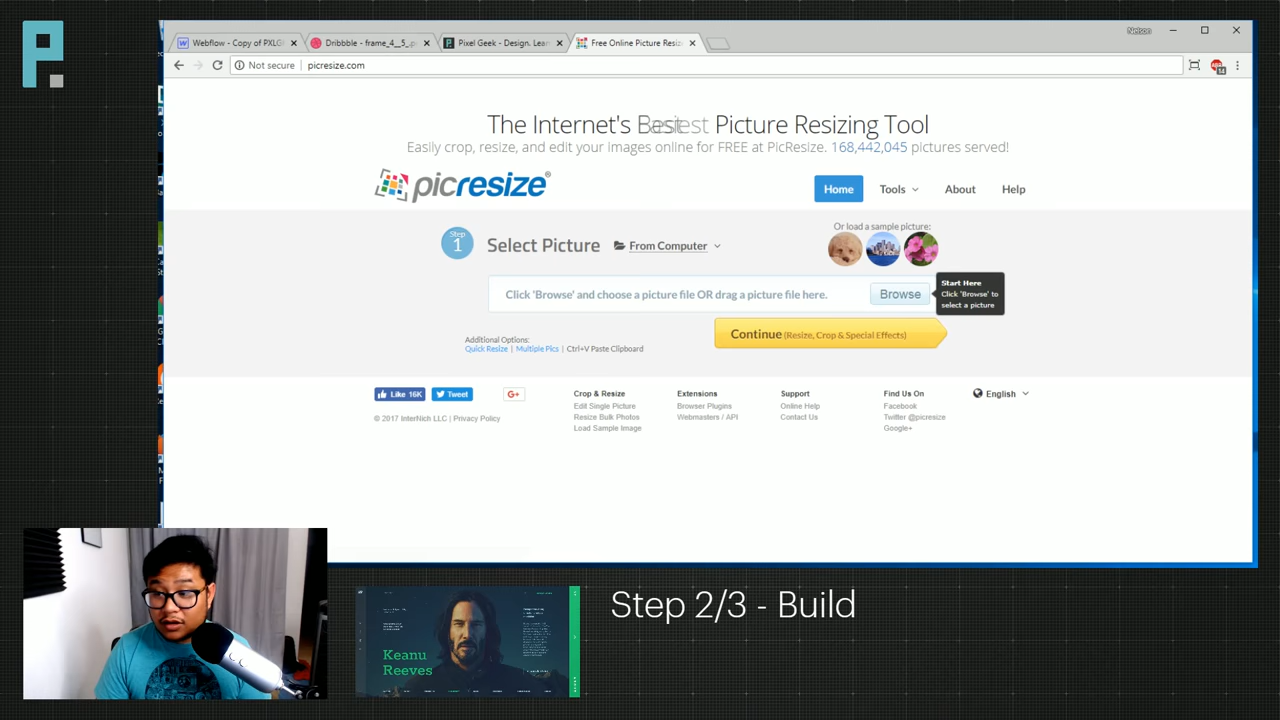 P.
Nelson
Webflow - Copy of PXLG
Dribbble - frame_4__5_.p
Pixel Geek - Design. Lear
Free Online Picture Resiz
Not secure
picresize.com
14
The Internet's Picture Resizing Tool
Easily crop, resize, and edit your images online for FREE at PicResize. 168,442,045 pictures served!
picresize®
Home
Tools
About
Help
Step
1
Select Picture
From Computer
Or load a sample picture:
Click 'Browse' and choose a picture file OR drag a picture file here.
Browse
Start Here
Click 'Browse' to
select a picture
Continue (Resize, Crop & Special Effects)
Additional Options:
Quick Resize | Multiple Pics | Ctrl+V Paste Clipboard
Like 16K
Tweet
G+
© 2017 InterNich LLC | Privacy Policy
Crop & Resize
Edit Single Picture
Resize Bulk Photos
Load Sample Image
Extensions
Browser Plugins
Webmasters / API
Support
Online Help
Contact Us
Find Us On
Facebook
Twitter @picresize
Google+
English
Keanu
Reeves
Step 2/3 - Build